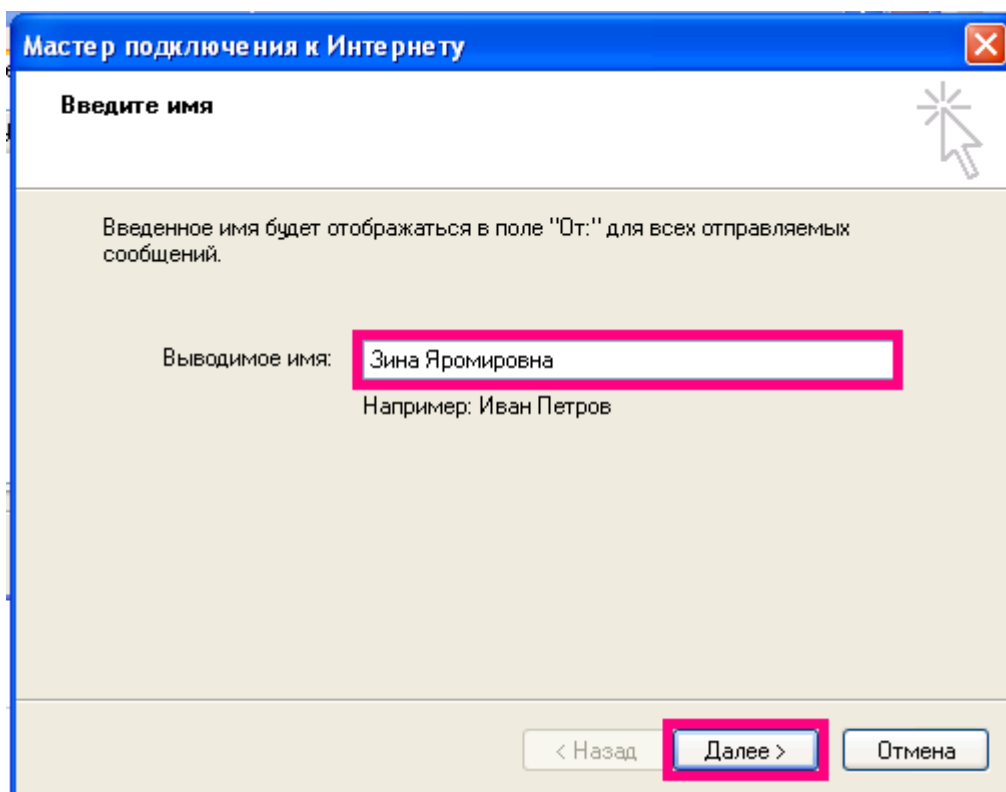 Мастер подключения к Интернету
Введите имя
Введенное имя будет отображаться в поле "От:" для всех отправляемых
сообщений.
Выводимое имя: Зина Яромировна
Например: Иван Петров
< Назад Далее > Отмена